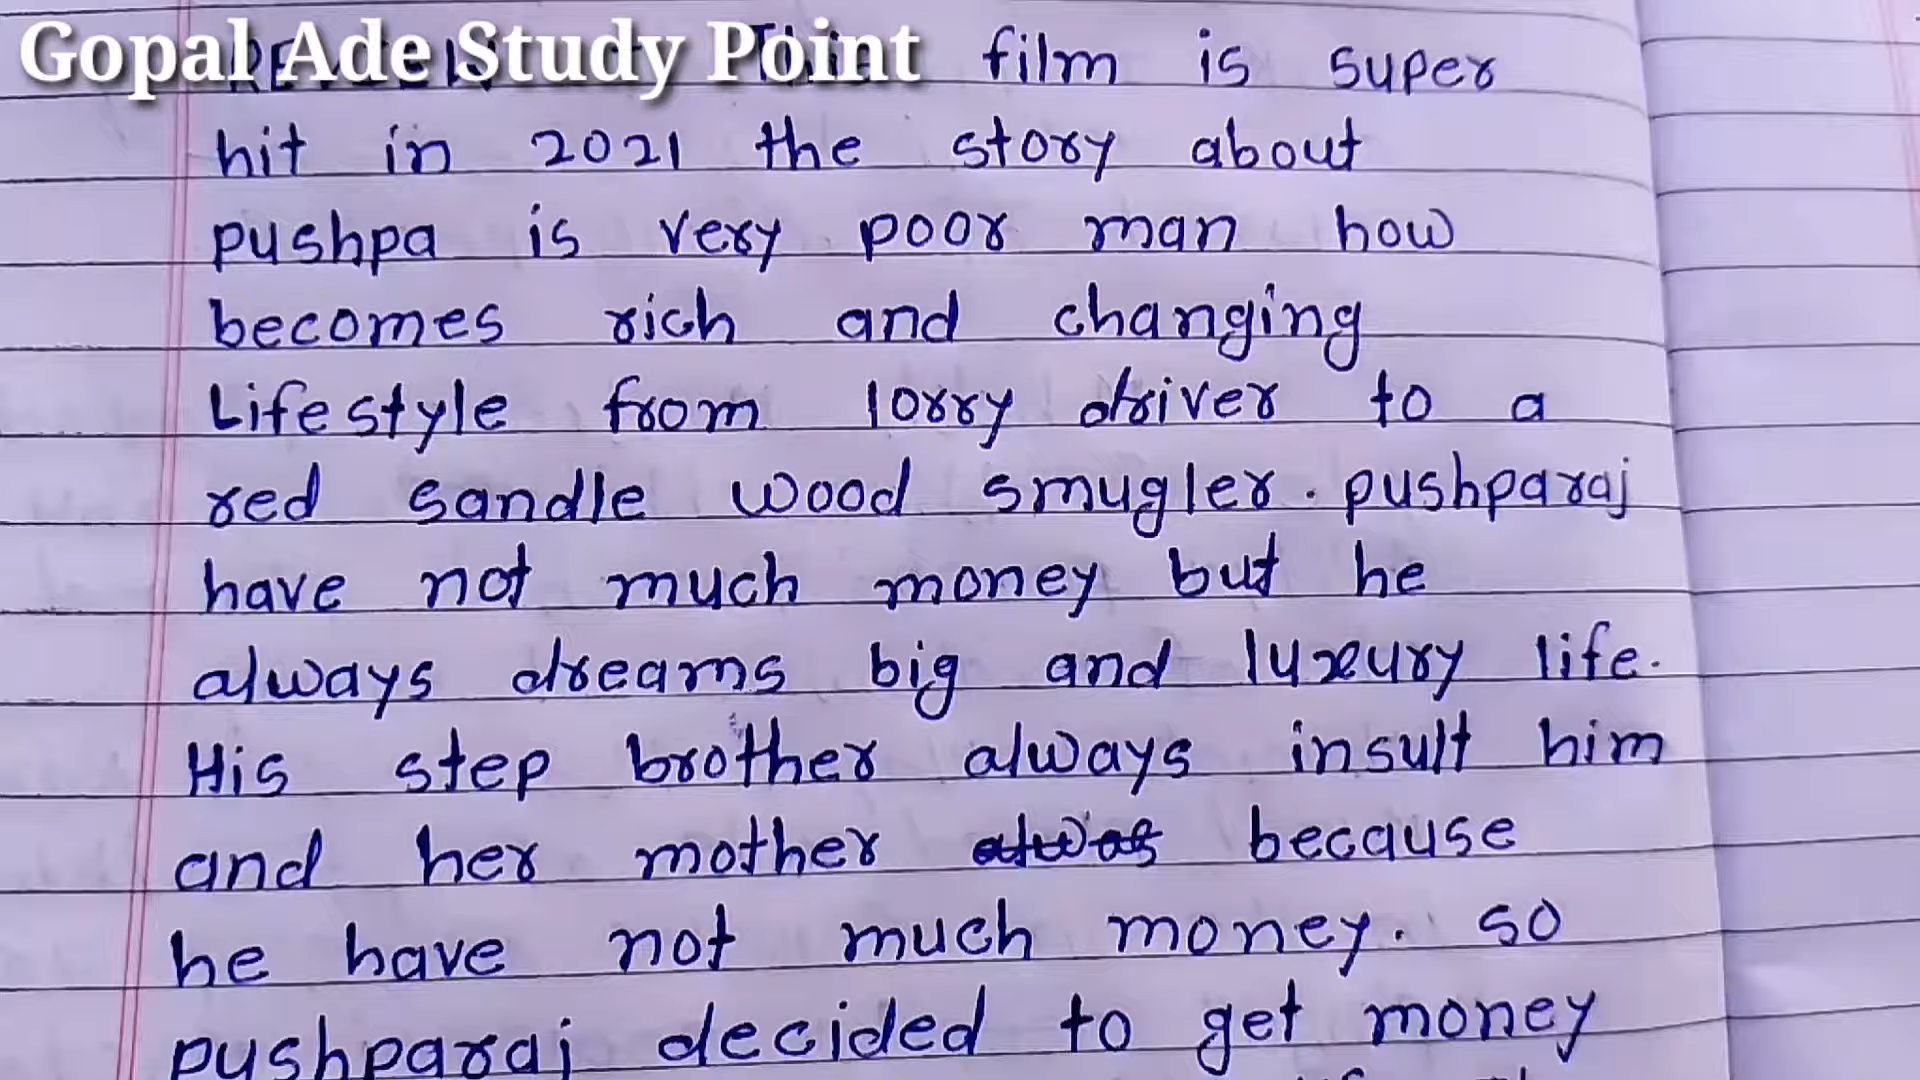 Gopal Ade Study Point
REVIEW This film is super
hit in 2021 the story about
pushpa is very poor man how
becomes rich and changing
Lifestyle from lorry driver to a
red sandle wood smugler. pushparaj
have not much money but he
always dreams big and luxury life.
His step brother always insult him
and her mother because
he have not much money. so
pushparaj decided to get money